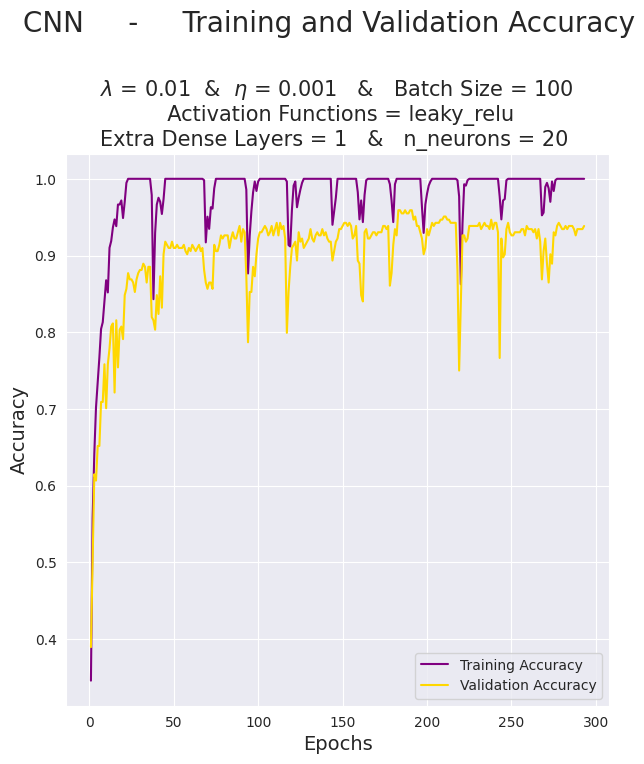 CNN - Training and Validation Accuracy
λ = 0.01 & η = 0.001 & Batch Size = 100
Activation Functions = leaky_relu
Extra Dense Layers = 1 & n_neurons = 20
1.0
0.9
0.8
0.7
0.6
0.5
0.4
Accuracy
Training Accuracy
Validation Accuracy
0 50 100 150 200 250 300
Epochs